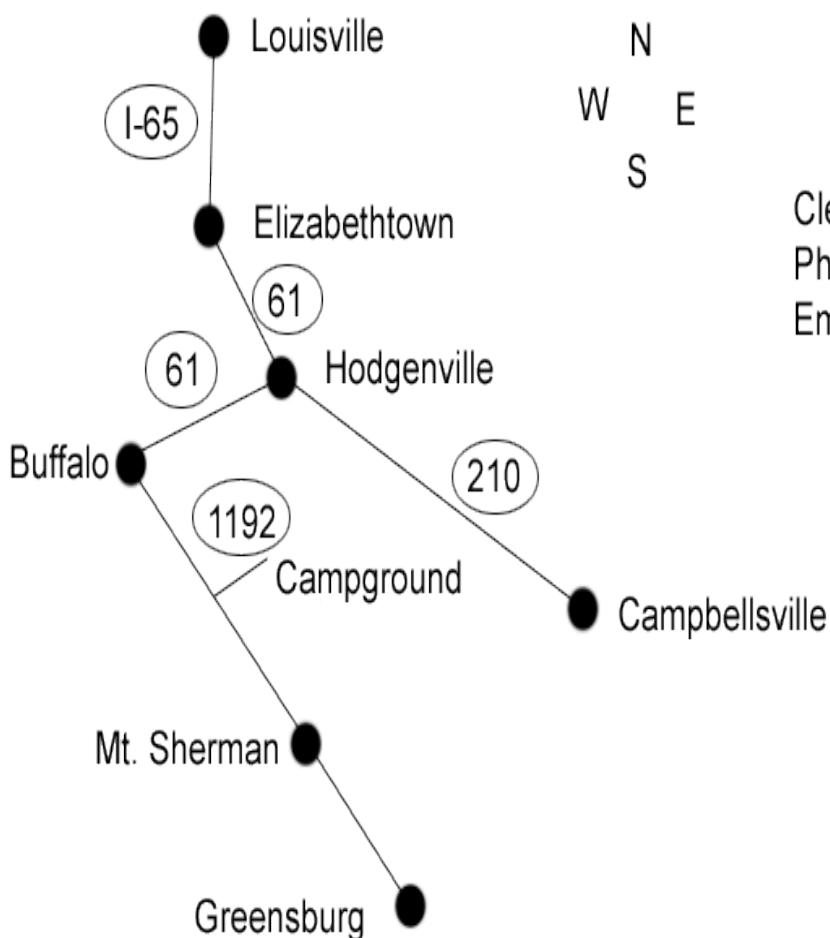 Louisville
N
I-65
W E
S
Elizabethtown
61
61
Hodgenville
Buffalo
210
1192
Campground
Campbellsville
Mt. Sherman
Greensburg